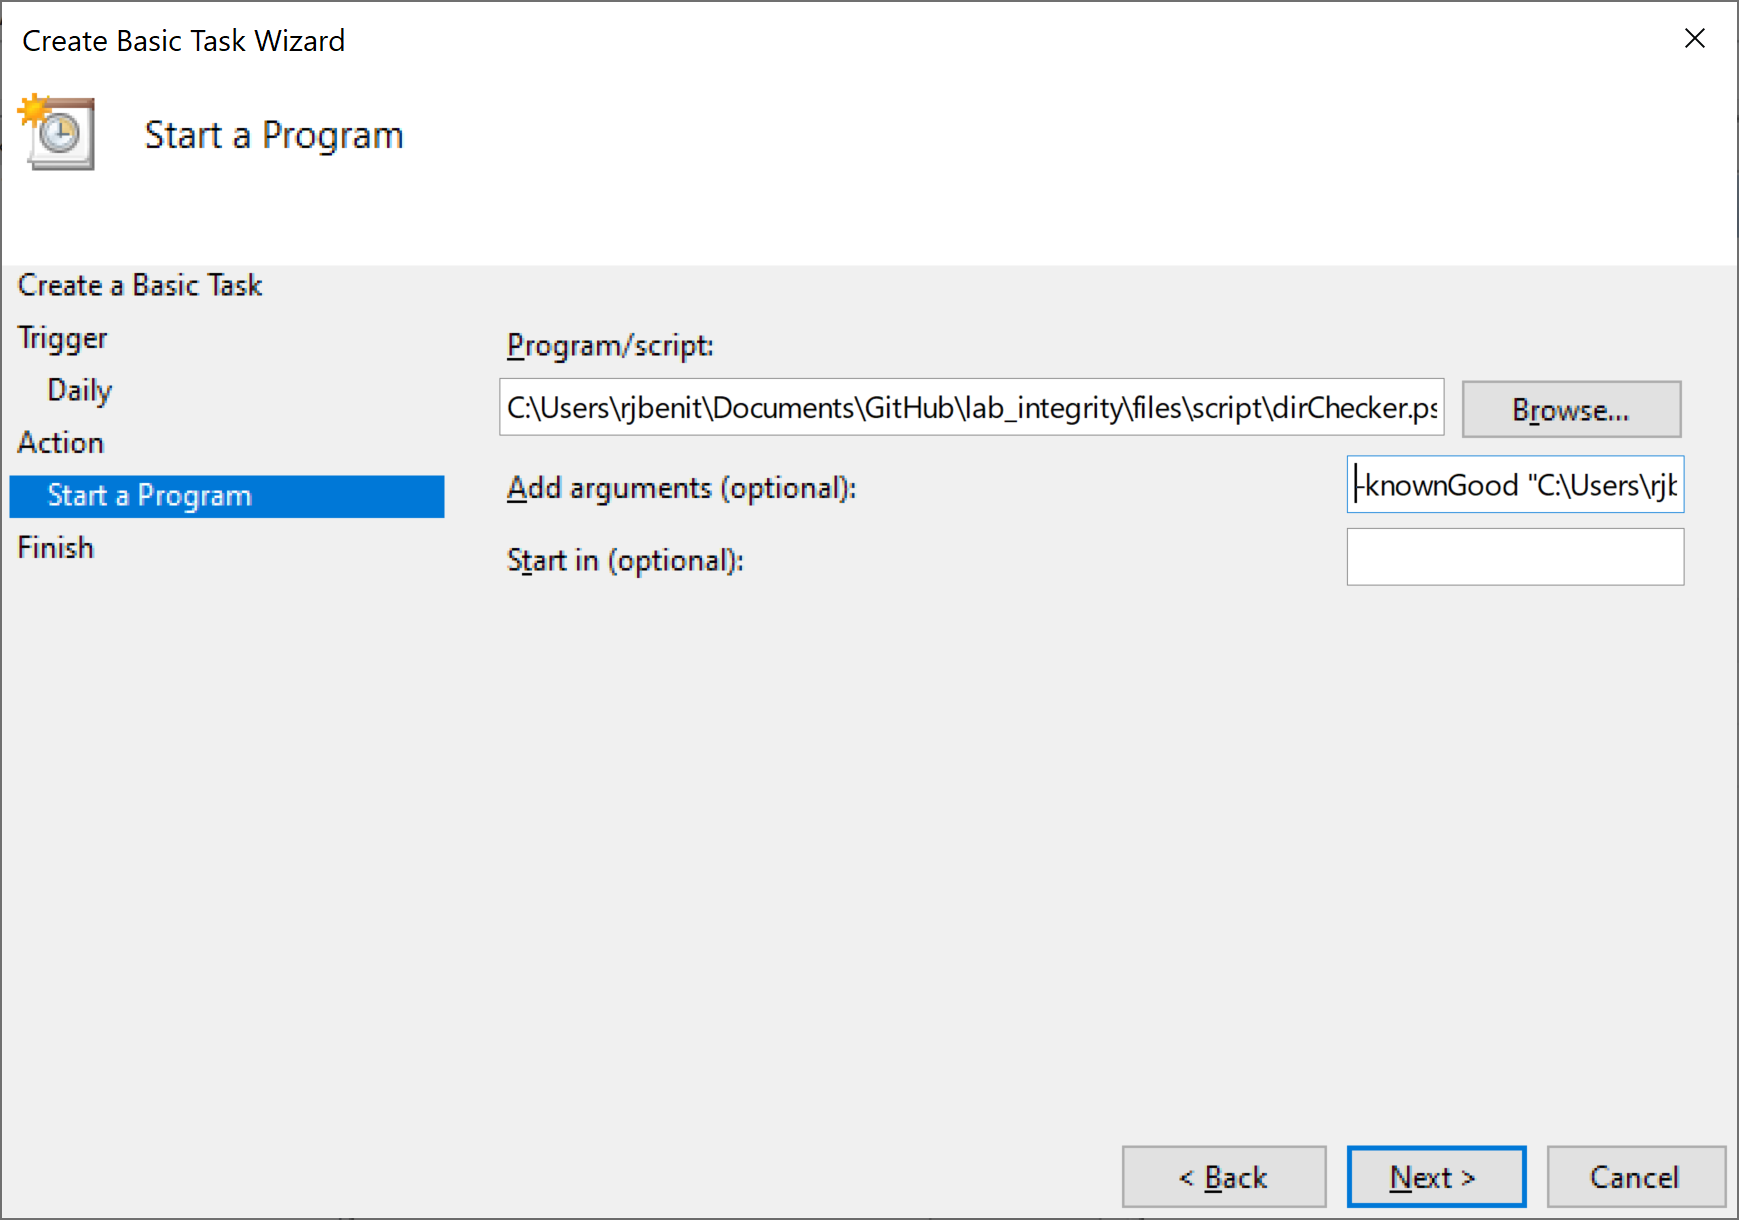 Create Basic Task Wizard
Start a Program
Create a Basic Task
Trigger
Daily
Action
Start a Program
Finish
Program/script:
C:\Users\rjbenit\Documents\GitHub\lab_integrity\files\script\dirChecker.ps
Browse...
Add arguments (optional):
-knownGood "C:\Users\rjb
Start in (optional):
< Back
Next >
Cancel